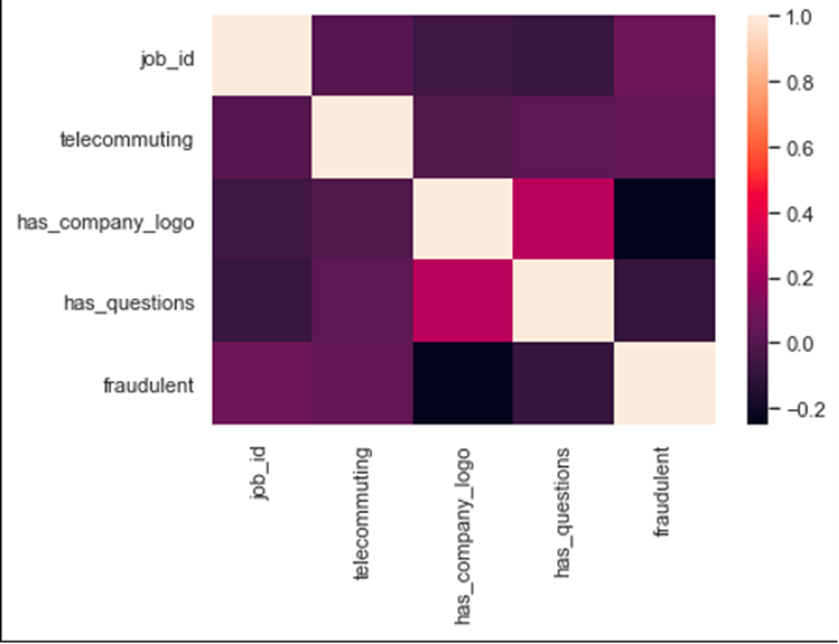 job_id
telecommuting
has_company_logo
has_questions
fraudulent
job_id
telecommuting
has_company_logo
has_questions
fraudulent
1.0
0.8
0.6
0.4
0.2
0.0
−0.2